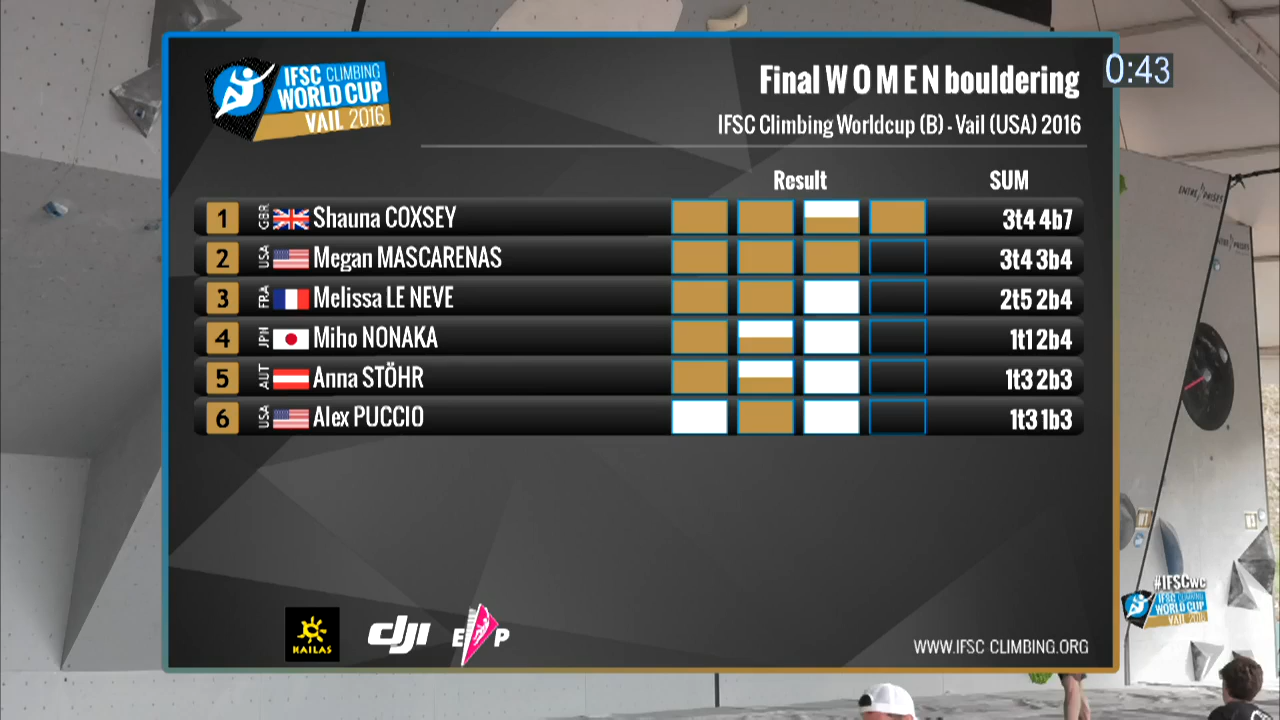 IFSC CLIMBING
WORLD CUP
VAIL 2016
Final WOMEN bouldering
IFSC Climbing Worldcup (B) - Vail (USA) 2016
0:43
Result SUM
1 GBR Shauna COXSEY 3t4 4b7
2 USA Megan MASCARENAS 3t4 3b4
3 FRA Melissa LE NEVE 2t5 2b4
4 JPN Miho NONAKA 1t1 2b4
5 AUT Anna STÖHR 1t3 2b3
6 USA Alex PUCCIO 1t3 1b3
KAILAS
dji
E P
WWW.IFSC-CLIMBING.ORG
#IFSCwc
IFSC CLIMBING
WORLD CUP
VAIL 2016